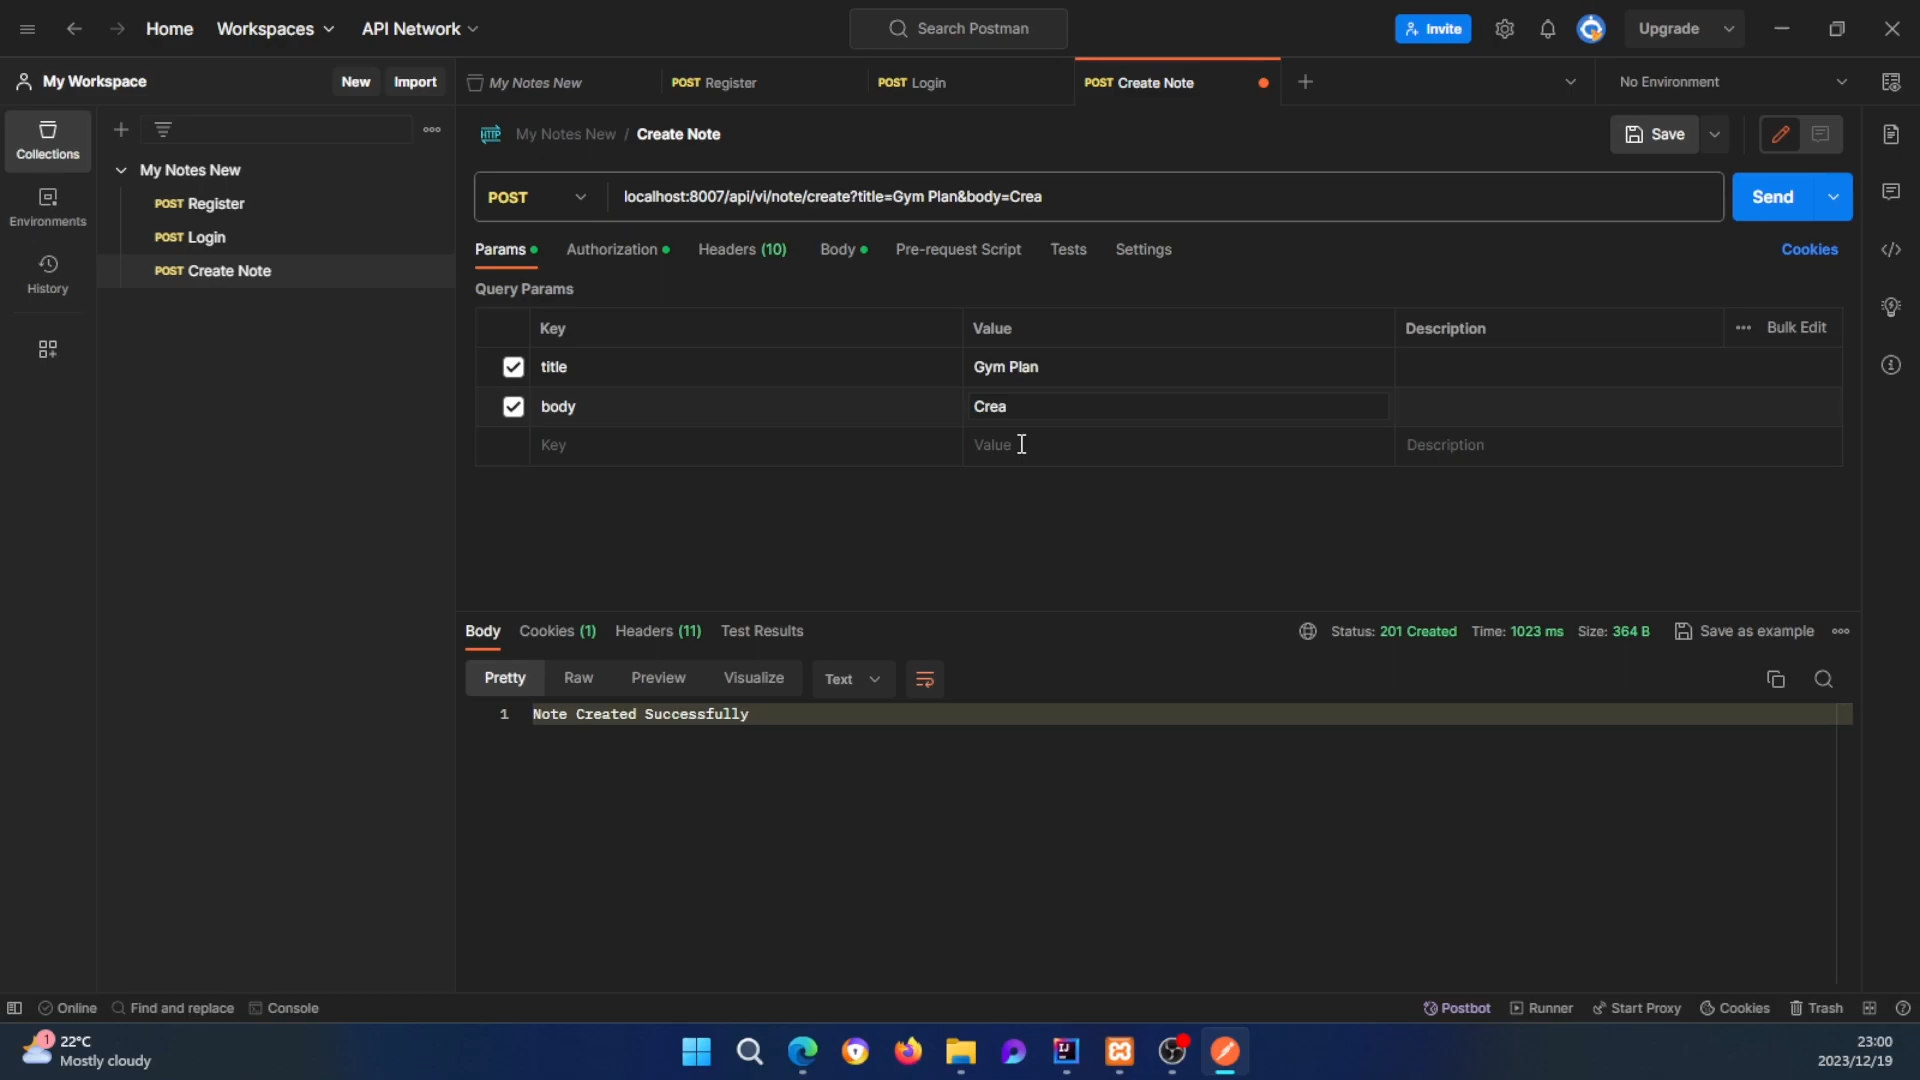 Home
Workspaces
API Network
Search Postman
Invite
Upgrade
My Workspace
New
Import
My Notes New
POST Register
POST Login
POST Create Note
No Environment
Collections
Environments
History
My Notes New
POST Register
POST Login
POST Create Note
HTTP
My Notes New / Create Note
Save
POST
localhost:8007/api/vi/note/create?title=Gym Plan&body=Crea
Send
Params
Authorization
Headers (10)
Body
Pre-request Script
Tests
Settings
Cookies
Query Params
Key
Value
Description
Bulk Edit
title
Gym Plan
body
Crea
Key
Value
Description
Body
Cookies (1)
Headers (11)
Test Results
Status: 201 Created
Time: 1023 ms
Size: 364 B
Save as example
Pretty
Raw
Preview
Visualize
Text
1
Note Created Successfully
Online
Find and replace
Console
Postbot
Runner
Start Proxy
Cookies
Trash
1
22°C
Mostly cloudy
IJ
23:00
2023/12/19